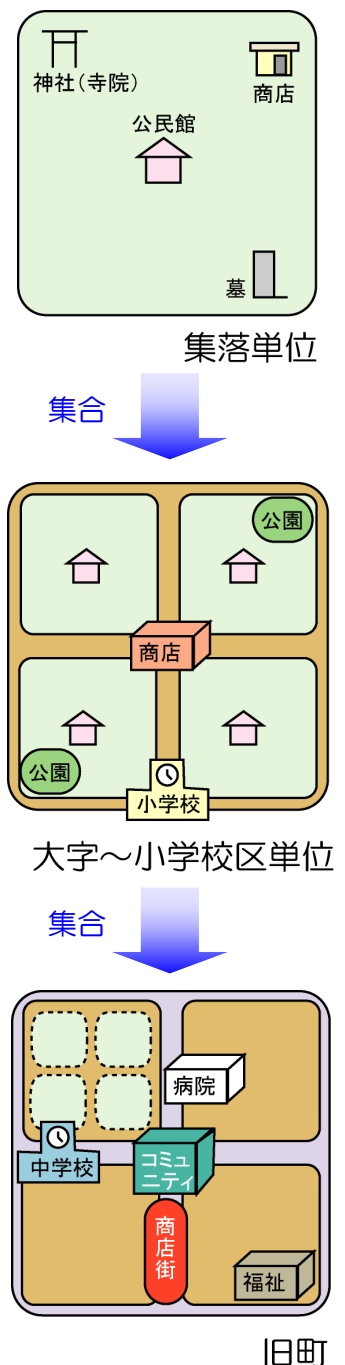 神社(寺院)
商店
公民館
墓
集落単位
集合
公園
商店
公園
小学校
大字~小学校区単位
集合
病院
中学校
コミュ
ニティ
商
店
街
福祉
旧町